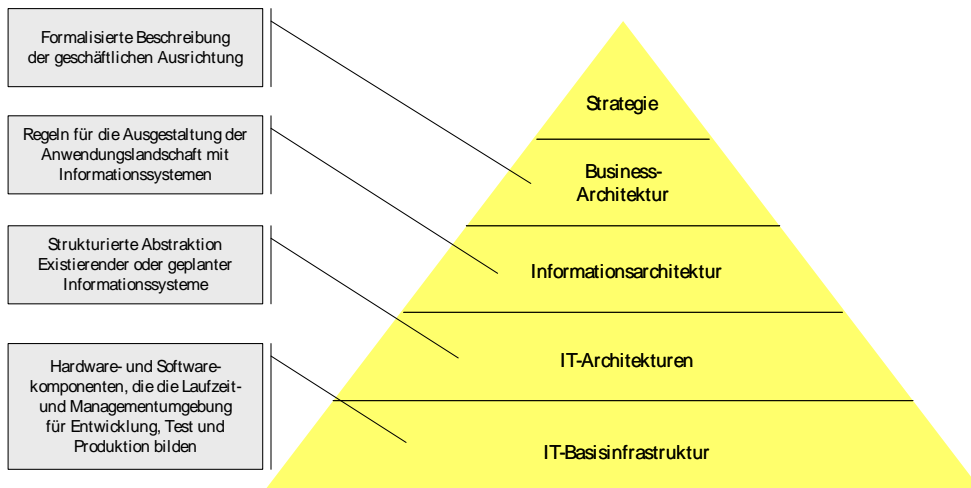 Formalisierte Beschreibung
der geschäftlichen Ausrichtung
Regeln für die Ausgestaltung der
Anwendungslandschaft mit
Informationssystemen
Strukturierte Abstraktion
Existierender oder geplanter
Informationssysteme
Hardware- und Software-
komponenten, die die Laufzeit-
und Managementumgebung
für Entwicklung, Test und
Produktion bilden
Strategie
Business-
Architektur
Informationsarchitektur
IT-Architekturen
IT-Basisinfrastruktur